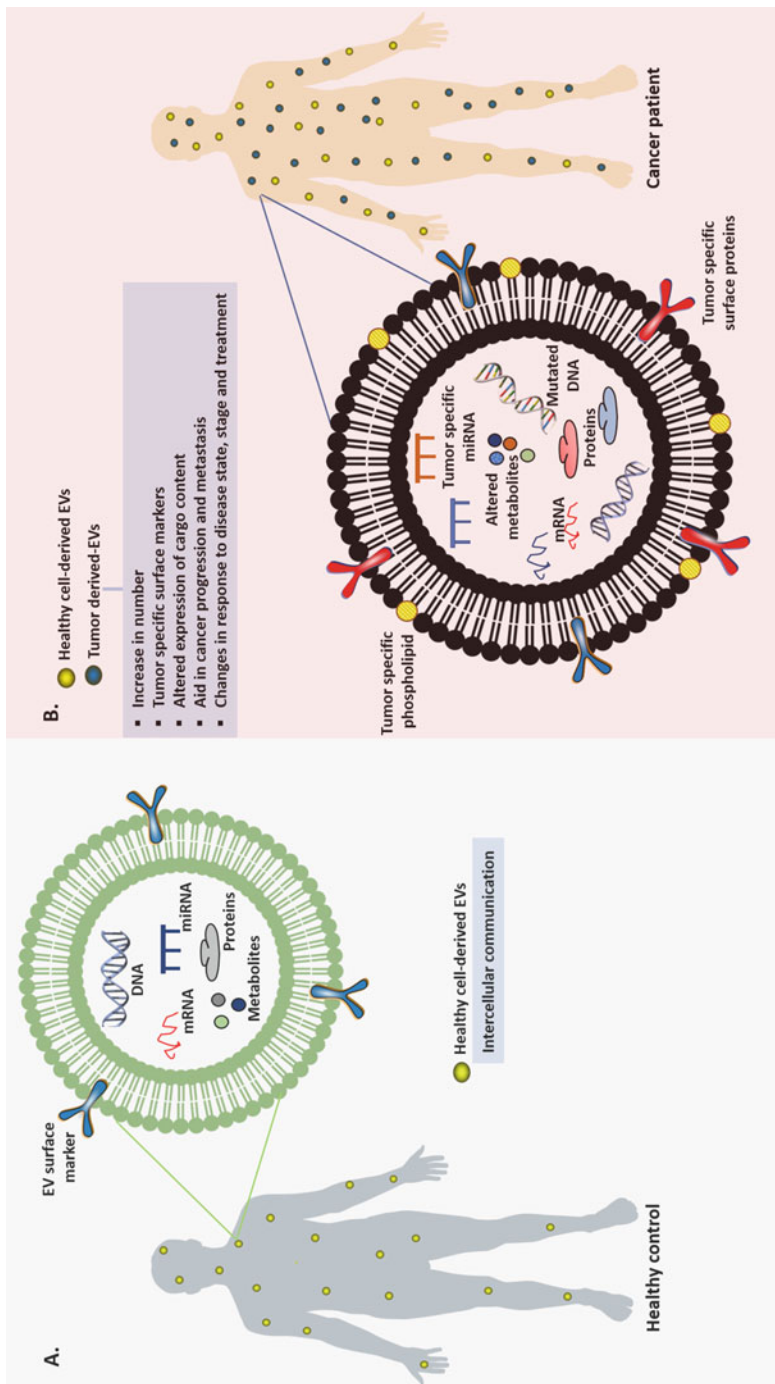 A.
EV surface
marker
DNA
mRNA
miRNA
Proteins
Metabolites
Healthy cell-derived EVs
Intercellular communication
Healthy control
B.
Healthy cell-derived EVs
Tumor derived-EVs
▪ Increase in number
▪ Tumor specific surface markers
▪ Altered expression of cargo content
▪ Aid in cancer progression and metastasis
▪ Changes in response to disease state, stage and treatment
Tumor specific
phospholipid
Tumor specific
miRNA
Altered
metabolites
Mutated
DNA
mRNA
Proteins
Tumor specific
surface proteins
Cancer patient